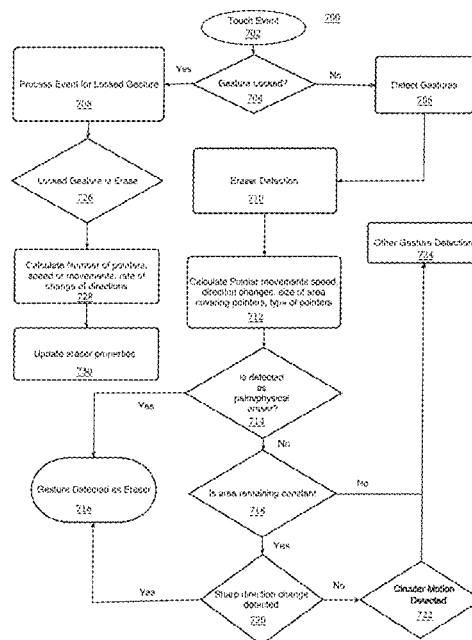 Touch Event
702
700
Yes
Gesture Locked?
704
No
Process Event for Locked Gesture
708
Detect Gestures
706
Locked Gesture is Erase
726
Eraser Detection
710
Other Gesture Detection
724
Calculate Number of pointers,
speed of movements, rate of
change of directions
728
Calculate Pointer movements speed,
direction changes, size of area
covering pointers, type of pointers
712
Update eraser properties
730
Is detected
as
palm/physical
eraser?
714
Yes
No
Gesture Detected as Eraser
716
Is area remaining constant
718
No
Yes
Sharp direction change
detected
720
Yes
No
Circular Motion
Detected
722